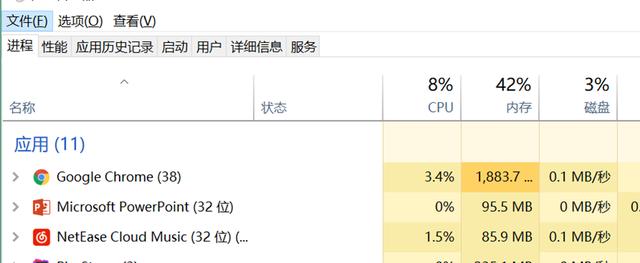 文件(F) 选项(O) 查看(V)
进程 性能 应用历史记录 启动 用户 详细信息 服务
8% 42% 3%
名称 状态 CPU 内存 磁盘
应用 (11)
Google Chrome (38) 3.4% 1,883.7 ... 0.1 MB/秒
Microsoft PowerPoint (32 位) 0% 95.5 MB 0 MB/秒
NetEase Cloud Music (32 位) (... 1.5% 85.9 MB 0.1 MB/秒